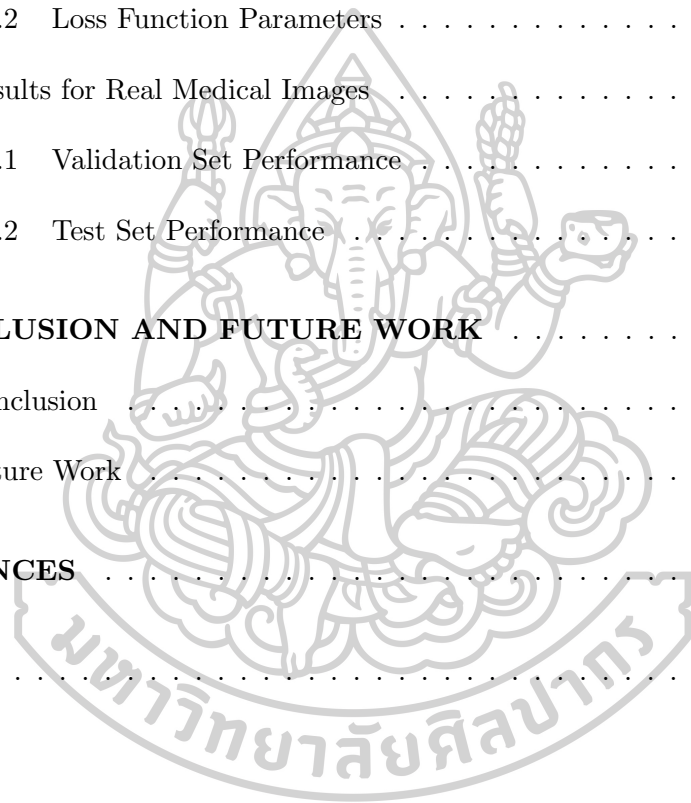 .2 Loss Function Parameters . . . . . . . . . . . . .
sults for Real Medical Images . . . . . . . . . . . . .
.1 Validation Set Performance . . . . . . . . . . . .
.2 Test Set Performance . . . . . . . . . . . . . . .
LUSION AND FUTURE WORK . . . . . . . .
nclusion . . . . . . . . . . . . . . . . . . . . . . . . .
ture Work . . . . . . . . . . . . . . . . . . . . . . . .
NCES . . . . . . . . . . . . . . . . . . . . . . . . . .
. . . . . . . . . . . . . . . . . . . . . . . . . . . . . .
มหาวิทยาลัยศิลปากร